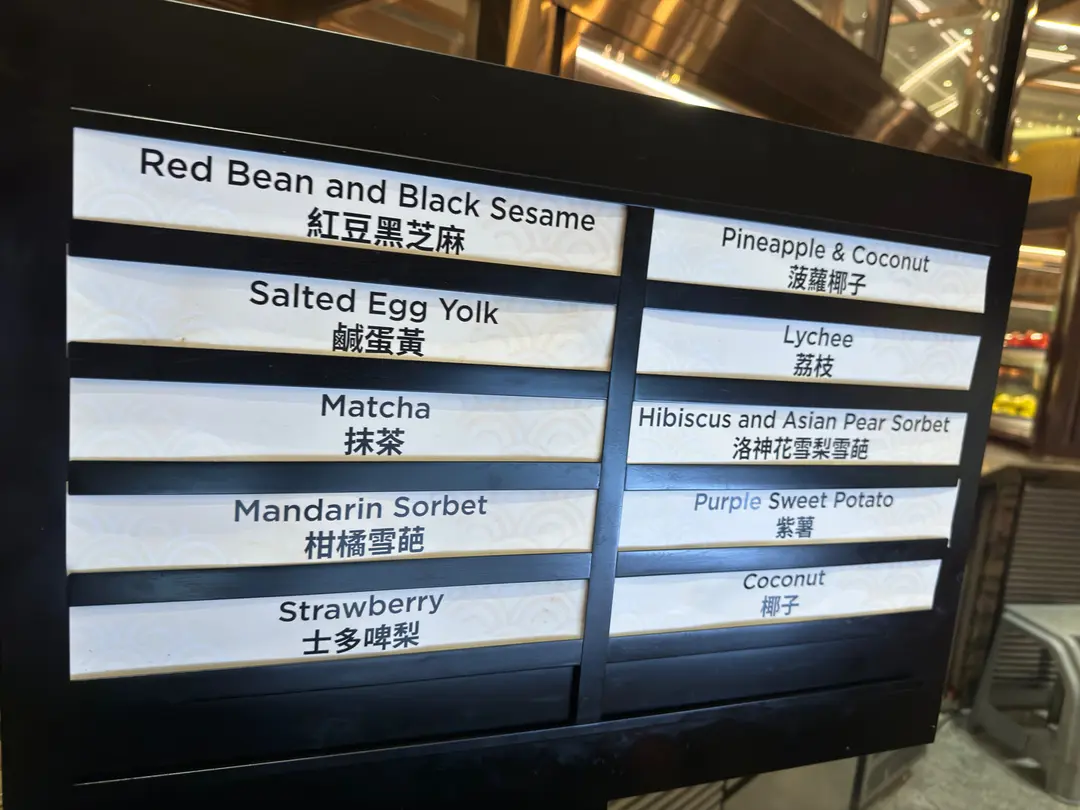 Red Bean and Black Sesame
紅豆黑芝麻
Salted Egg Yolk
鹹蛋黃
Matcha
抹茶
Mandarin Sorbet
柑橘雪葩
Strawberry
士多啤梨
Pineapple & Coconut
菠蘿椰子
Lychee
荔枝
Hibiscus and Asian Pear Sorbet
洛神花雪梨雪葩
Purple Sweet Potato
紫薯
Coconut
椰子